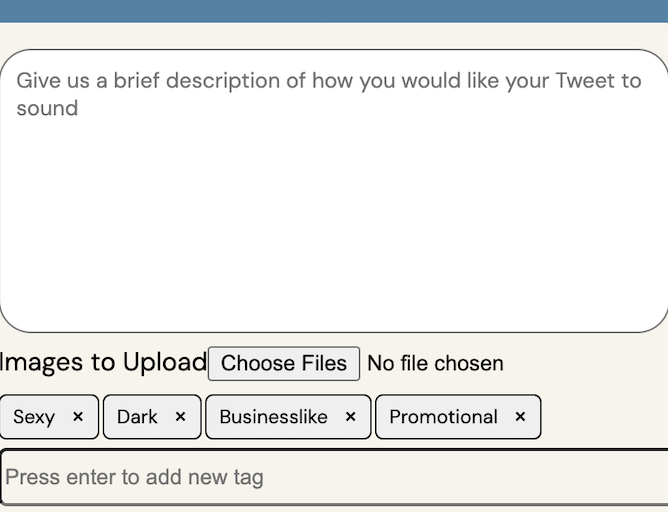 Give us a brief description of how you would like your Tweet to
sound
Images to Upload Choose Files No file chosen
Sexy × Dark × Businesslike × Promotional ×
Press enter to add new tag